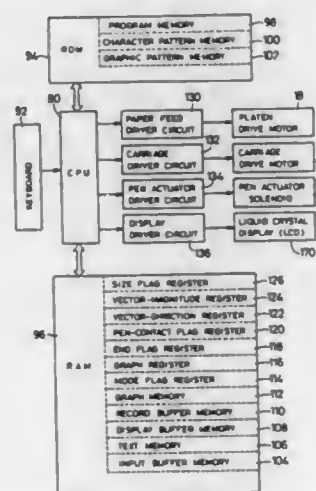 94
ROM
PROGRAM MEMORY 98
CHARACTER PATTERN MEMORY 100
GRAPHIC PATTERN MEMORY 102
92
KEYBOARD
90
CPU
130
PAPER FEED
DRIVER CIRCUIT
18
PLATEN
DRIVE MOTOR
CARRIAGE
DRIVER CIRCUIT
132
CARRIAGE
DRIVE MOTOR
PEN ACTUATOR
DRIVER CIRCUIT
134
PEN ACTUATOR
SOLENOID
DISPLAY
DRIVER CIRCUIT
136
LIQUID CRYSTAL
DISPLAY (LCD)
170
96
RAM
SIZE FLAG REGISTER 126
VECTOR-MAGNITUDE REGISTER 124
VECTOR-DIRECTION REGISTER 122
PEN-CONTACT FLAG REGISTER 120
END FLAG REGISTER 118
GRAPH REGISTER 116
MODE FLAG REGISTER 114
GRAPH MEMORY 112
RECORD BUFFER MEMORY 110
DISPLAY BUFFER MEMORY 108
TEXT MEMORY 106
INPUT BUFFER MEMORY 104